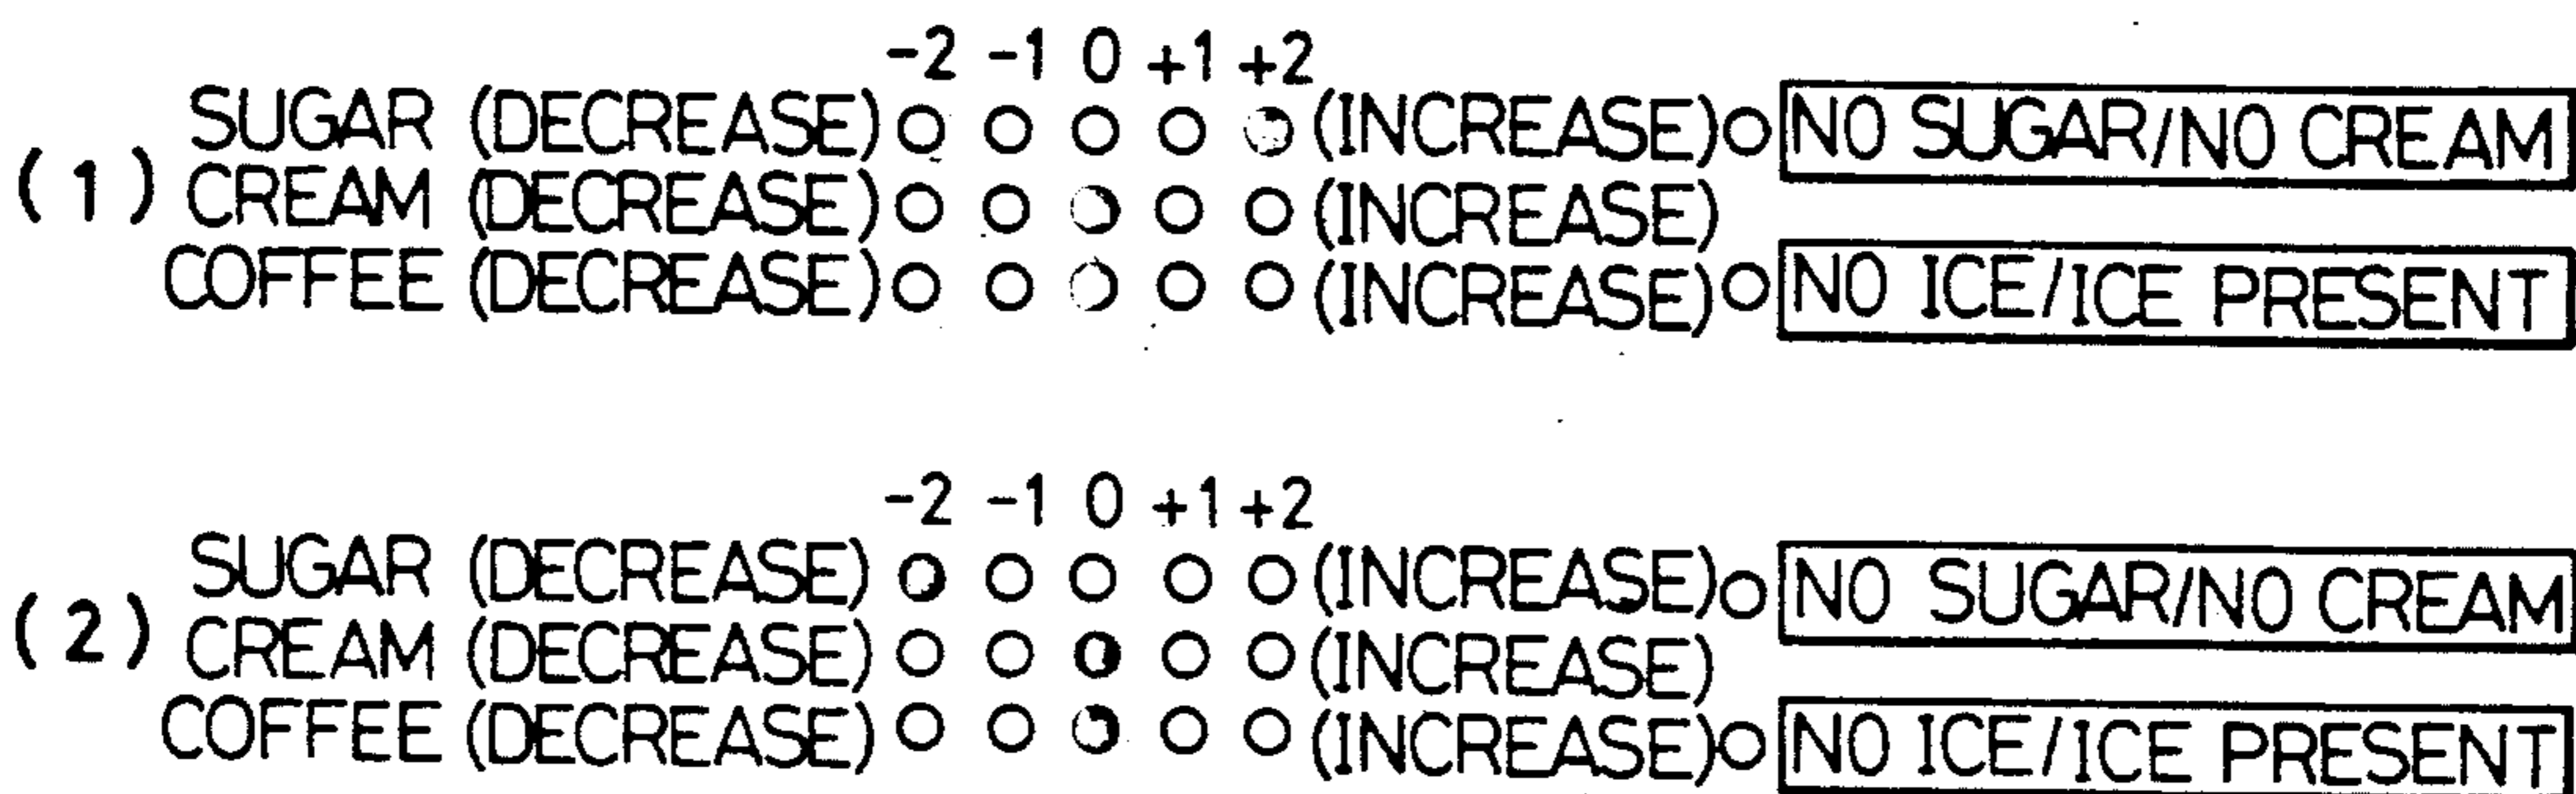 -2 -1 0 +1 +2
SUGAR (DECREASE) (INCREASE) NO SUGAR/NO CREAM
(1) CREAM (DECREASE) (INCREASE)
COFFEE (DECREASE) (INCREASE) NO ICE/ICE PRESENT
-2 -1 0 +1 +2
SUGAR (DECREASE) (INCREASE) NO SUGAR/NO CREAM
(2) CREAM (DECREASE) (INCREASE)
COFFEE (DECREASE) (INCREASE) NO ICE/ICE PRESENT